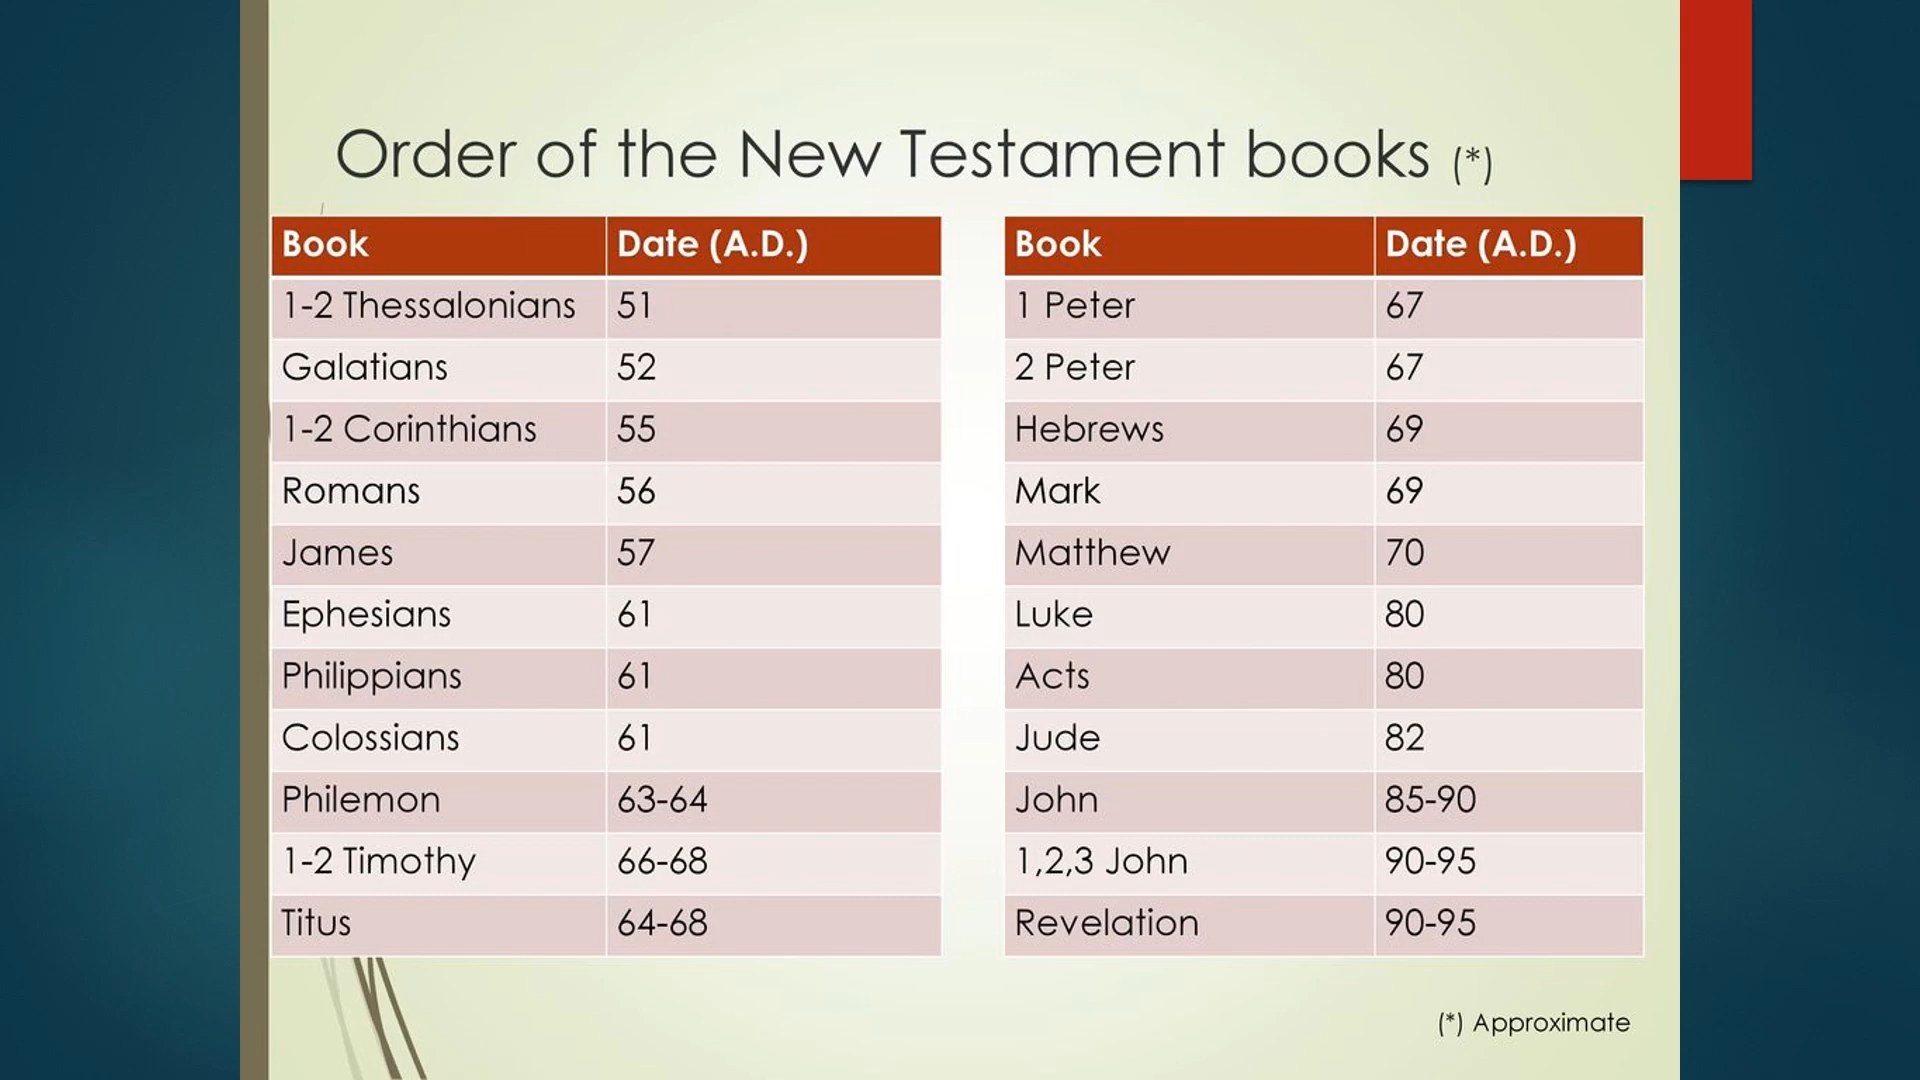 Order of the New Testament books (*)
Book Date (A.D.)
1-2 Thessalonians 51
Galatians 52
1-2 Corinthians 55
Romans 56
James 57
Ephesians 61
Philippians 61
Colossians 61
Philemon 63-64
1-2 Timothy 66-68
Titus 64-68
Book Date (A.D.)
1 Peter 67
2 Peter 67
Hebrews 69
Mark 69
Matthew 70
Luke 80
Acts 80
Jude 82
John 85-90
1,2,3 John 90-95
Revelation 90-95
(*) Approximate